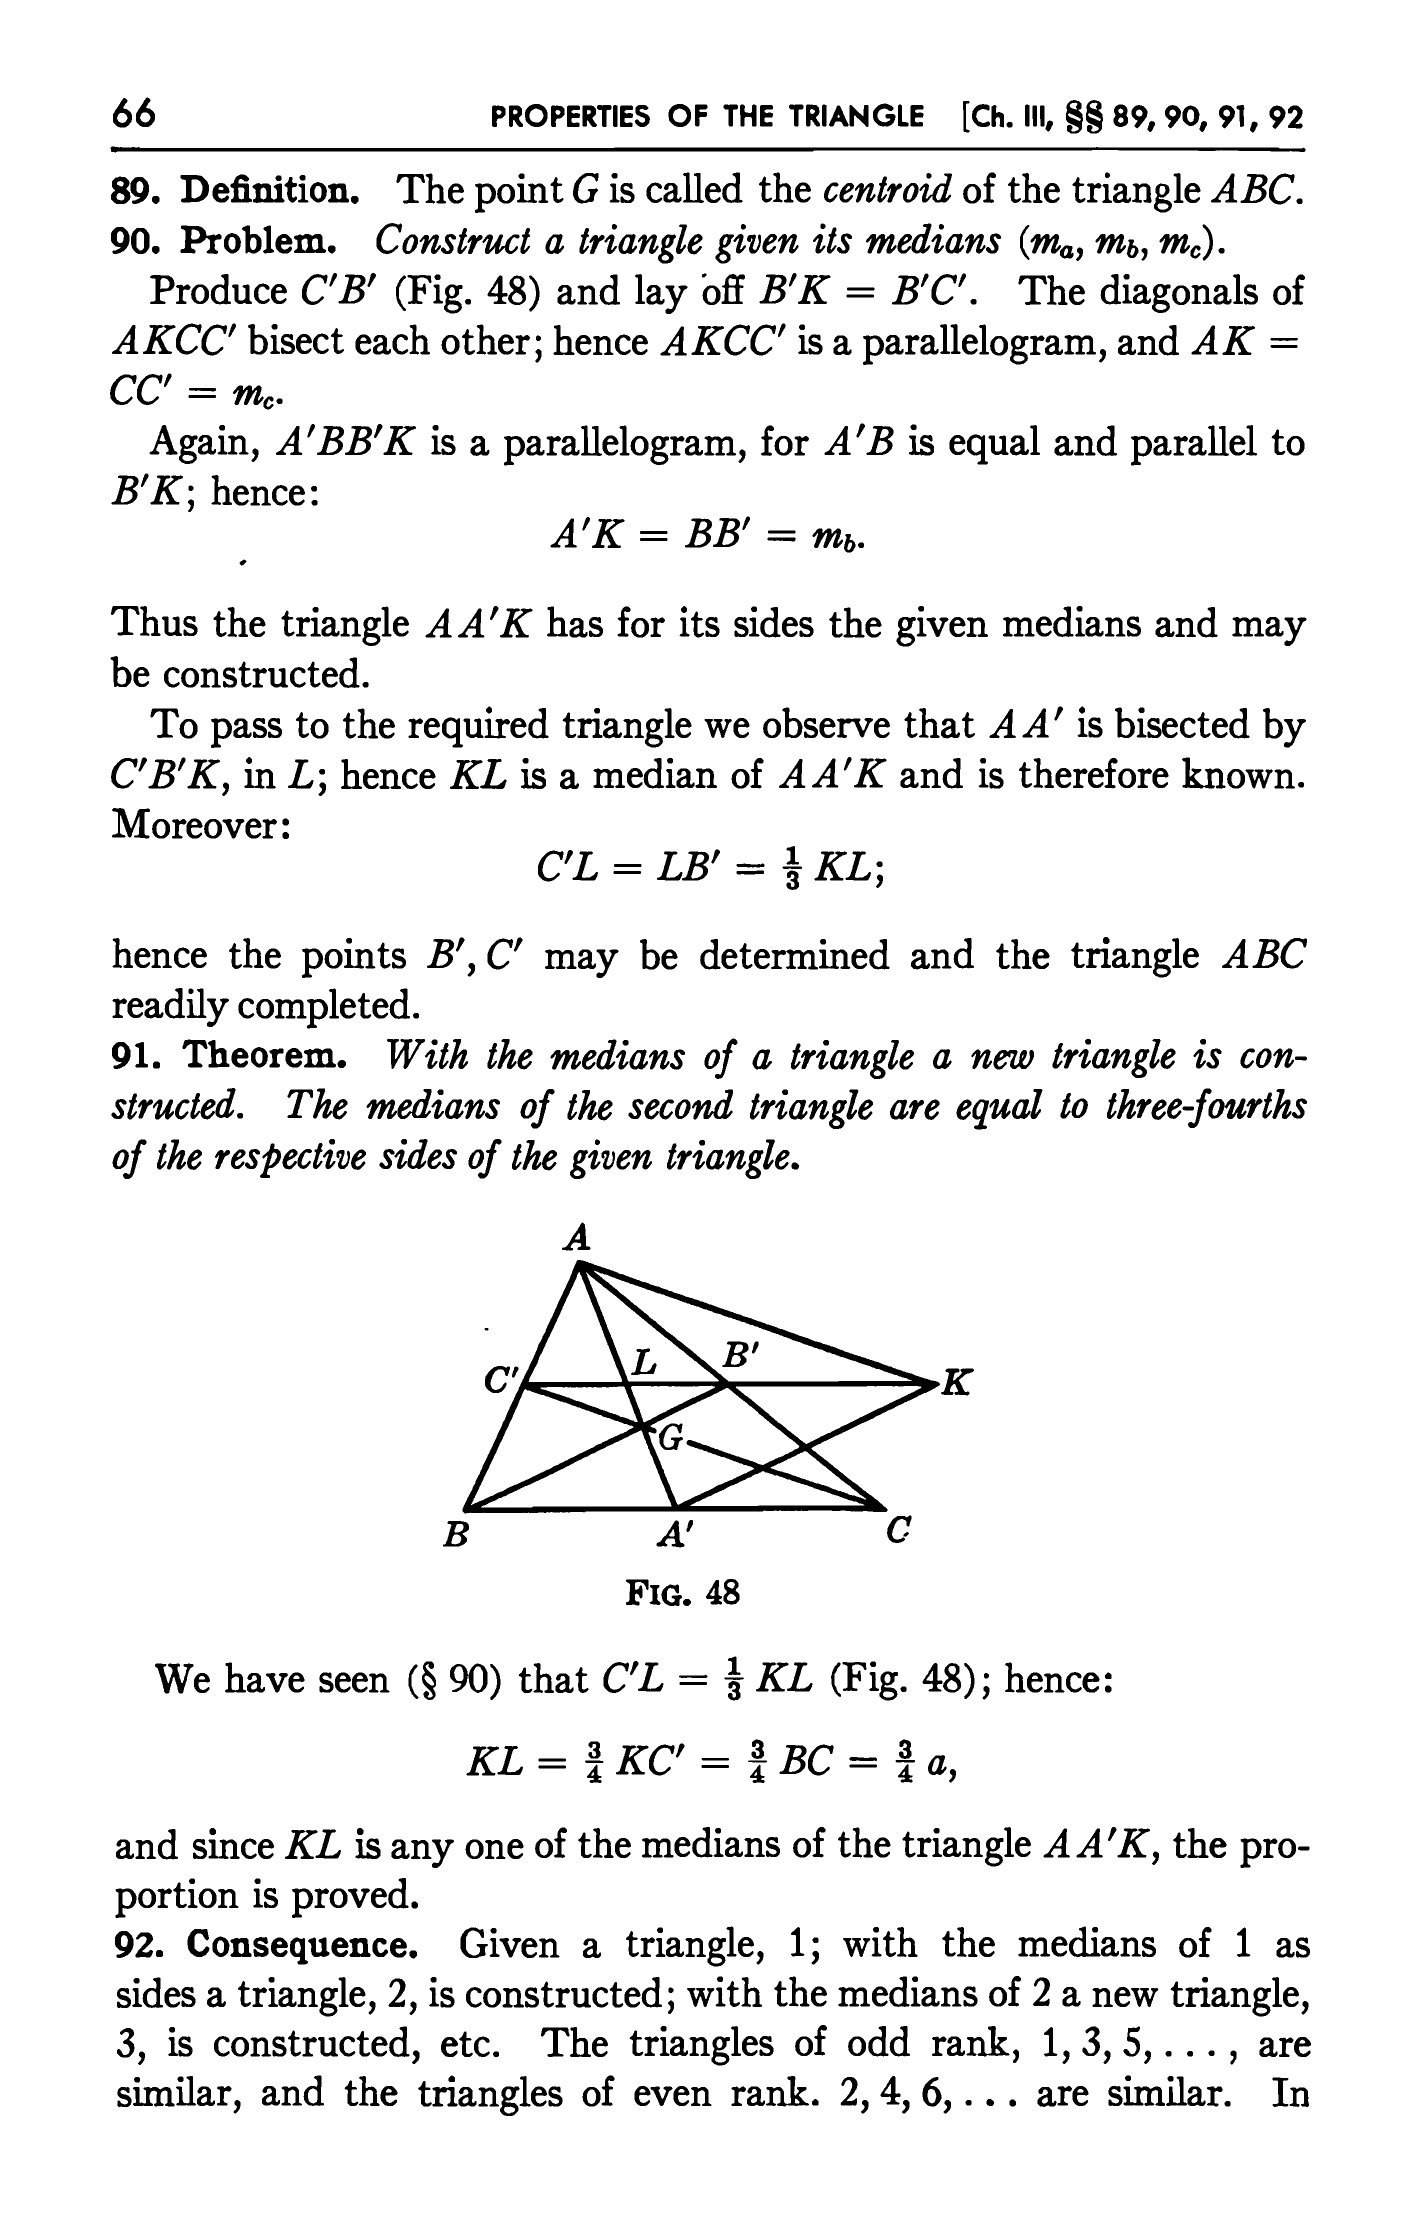 66 PROPERTIES OF THE TRIANGLE [Ch. III, §§ 89, 90, 91, 92
89. Definition. The point G is called the centroid of the triangle ABC.
90. Problem. Construct a triangle given its medians (mₐ, m_b, m_c).
Produce C′B′ (Fig. 48) and lay off B′K = B′C′. The diagonals of
AKCC′ bisect each other; hence AKCC′ is a parallelogram, and AK =
CC′ = m_c.
Again, A′BB′K is a parallelogram, for A′B is equal and parallel to
B′K; hence:
A′K = BB′ = m_b.
Thus the triangle AA′K has for its sides the given medians and may
be constructed.
To pass to the required triangle we observe that AA′ is bisected by
C′B′K, in L; hence KL is a median of AA′K and is therefore known.
Moreover:
C′L = LB′ = ⅓ KL;
hence the points B′, C′ may be determined and the triangle ABC
readily completed.
91. Theorem. With the medians of a triangle a new triangle is con-
structed. The medians of the second triangle are equal to three-fourths
of the respective sides of the given triangle.
A
L B′
C′ K
G
B A′ C
FIG. 48
We have seen (§ 90) that C′L = ⅓ KL (Fig. 48); hence:
KL = ¾ KC′ = ¾ BC = ¾ a,
and since KL is any one of the medians of the triangle AA′K, the pro-
portion is proved.
92. Consequence. Given a triangle, 1; with the medians of 1 as
sides a triangle, 2, is constructed; with the medians of 2 a new triangle,
3, is constructed, etc. The triangles of odd rank, 1, 3, 5, . . . , are
similar, and the triangles of even rank. 2, 4, 6, . . . are similar. In